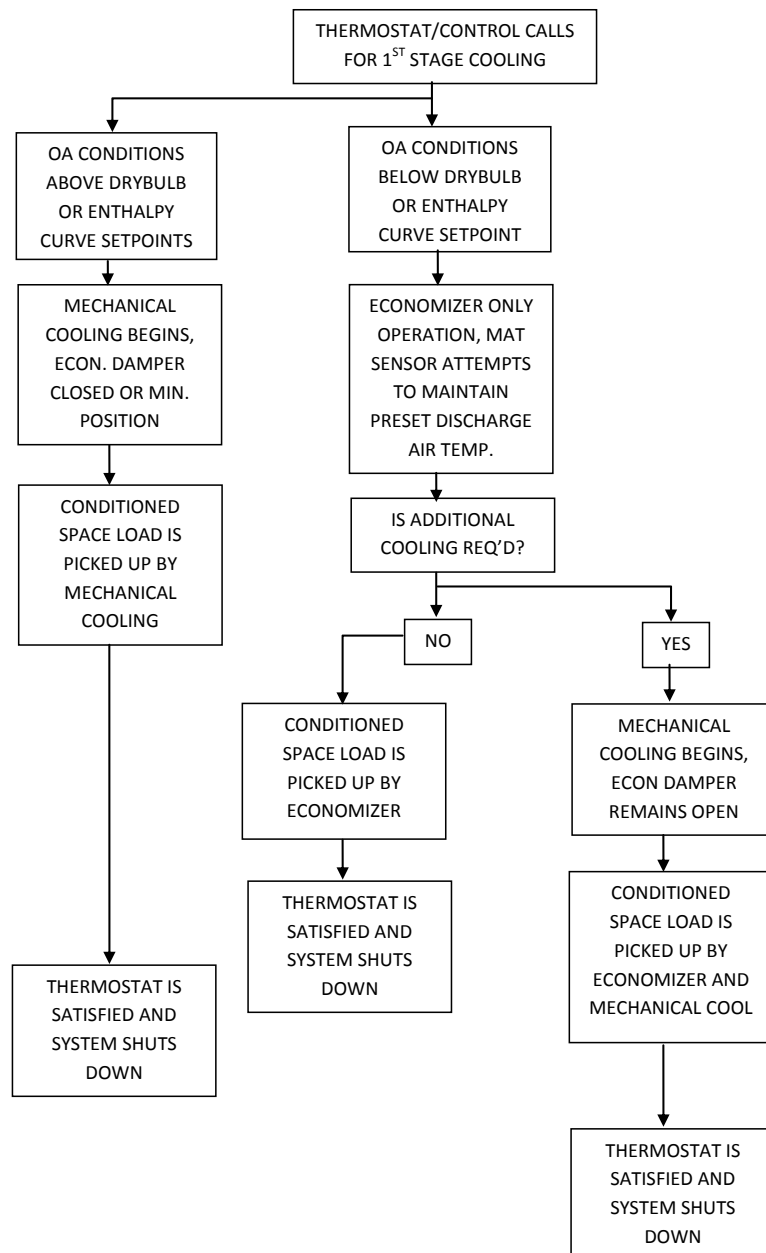 THERMOSTAT/CONTROL CALLS
FOR 1ST STAGE COOLING
OA CONDITIONS
ABOVE DRYBULB
OR ENTHALPY
CURVE SETPOINTS
OA CONDITIONS
BELOW DRYBULB
OR ENTHALPY
CURVE SETPOINT
MECHANICAL
COOLING BEGINS,
ECON. DAMPER
CLOSED OR MIN.
POSITION
ECONOMIZER ONLY
OPERATION, MAT
SENSOR ATTEMPTS
TO MAINTAIN
PRESET DISCHARGE
AIR TEMP.
CONDITIONED
SPACE LOAD IS
PICKED UP BY
MECHANICAL
COOLING
IS ADDITIONAL
COOLING REQ’D?
NO
YES
CONDITIONED
SPACE LOAD IS
PICKED UP BY
ECONOMIZER
MECHANICAL
COOLING BEGINS,
ECON DAMPER
REMAINS OPEN
THERMOSTAT IS
SATISFIED AND
SYSTEM SHUTS
DOWN
CONDITIONED
SPACE LOAD IS
PICKED UP BY
ECONOMIZER AND
MECHANICAL COOL
THERMOSTAT IS
SATISFIED AND
SYSTEM SHUTS
DOWN
THERMOSTAT IS
SATISFIED AND
SYSTEM SHUTS
DOWN